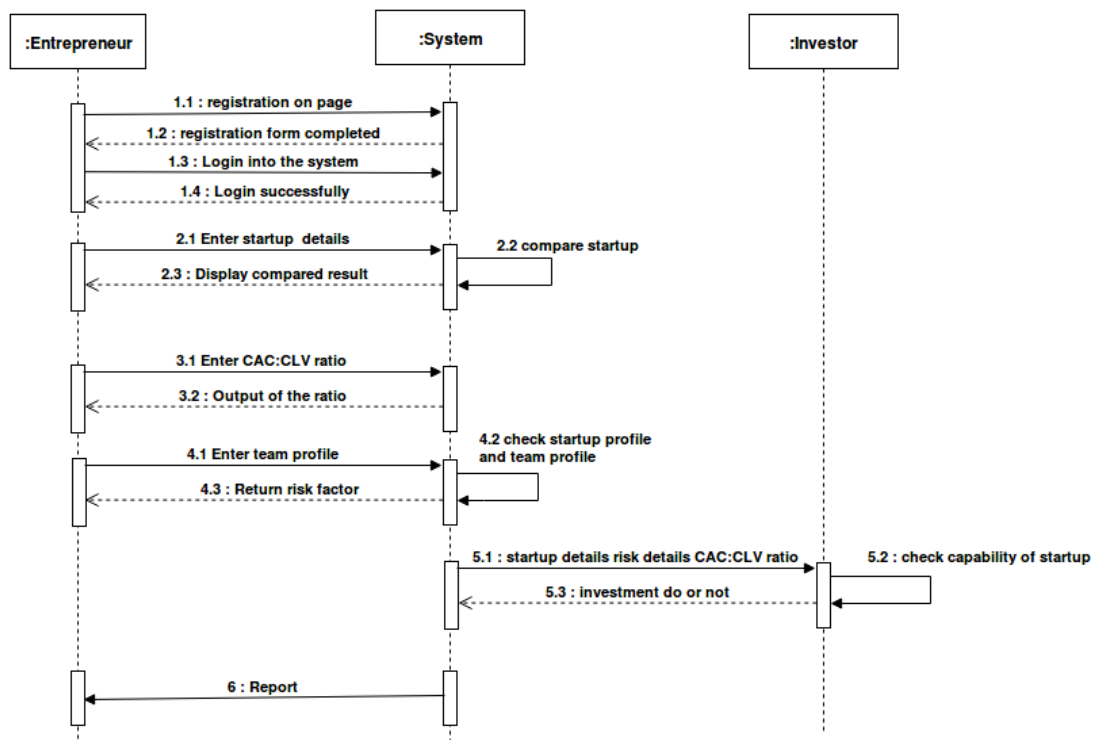 :Entrepreneur
:System
:Investor
1.1 : registration on page
1.2 : registration form completed
1.3 : Login into the system
1.4 : Login successfully
2.1 Enter startup details
2.2 compare startup
2.3 : Display compared result
3.1 Enter CAC:CLV ratio
3.2 : Output of the ratio
4.1 Enter team profile
4.2 check startup profile
and team profile
4.3 : Return risk factor
5.1 : startup details risk details CAC:CLV ratio
5.2 : check capability of startup
5.3 : investment do or not
6 : Report